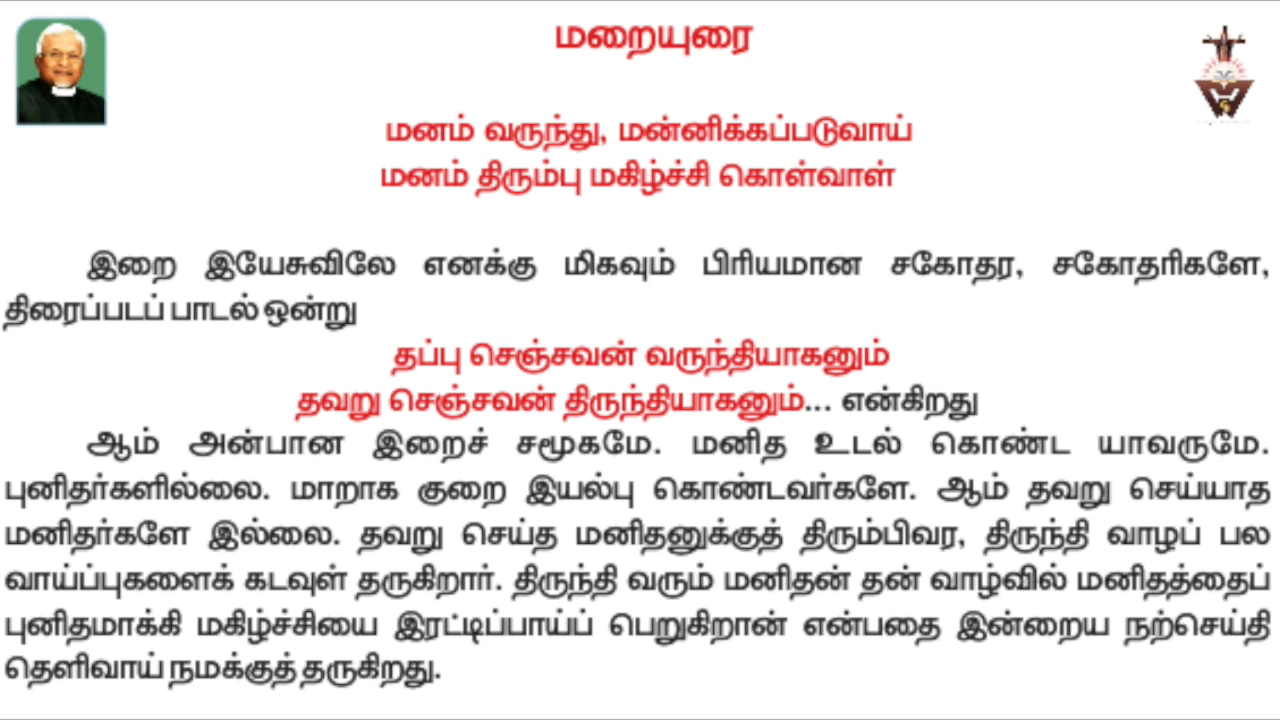 மறையுரை
மனம் வருந்து, மன்னிக்கப்படுவாய்
மனம் திரும்பு மகிழ்ச்சி கொள்வாள்
இறை இயேசுவிலே எனக்கு மிகவும் பிரியமான சகோதர, சகோதரிகளே,
திரைப்படப் பாடல் ஒன்று
தப்பு செஞ்சவன் வருந்தியாகனும்
தவறு செஞ்சவன் திருந்தியாகனும்... என்கிறது
ஆம் அன்பான இறைச் சமூகமே. மனித உடல் கொண்ட யாவருமே.
புனிதர்களில்லை. மாறாக குறை இயல்பு கொண்டவர்களே. ஆம் தவறு செய்யாத
மனிதர்களே இல்லை. தவறு செய்த மனிதனுக்குத் திரும்பிவர, திருந்தி வாழப் பல
வாய்ப்புகளைக் கடவுள் தருகிறார். திருந்தி வரும் மனிதன் தன் வாழ்வில் மனிதத்தைப்
புனிதமாக்கி மகிழ்ச்சியை இரட்டிப்பாய்ப் பெறுகிறான் என்பதை இன்றைய நற்செய்தி
தெளிவாய் நமக்குத் தருகிறது.